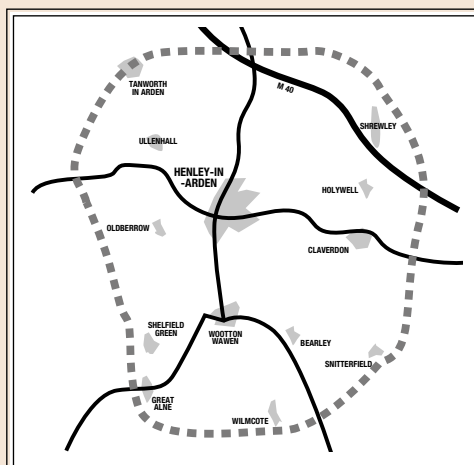 TANWORTH
IN ARDEN
M 40
SHREWLEY
ULLENHALL
HENLEY-IN
-ARDEN
HOLYWELL
OLDBERROW
CLAVERDON
SHELFIELD
GREEN
WOOTTON
WAWEN
BEARLEY
SNITTERFIELD
GREAT
ALNE
WILMCOTE